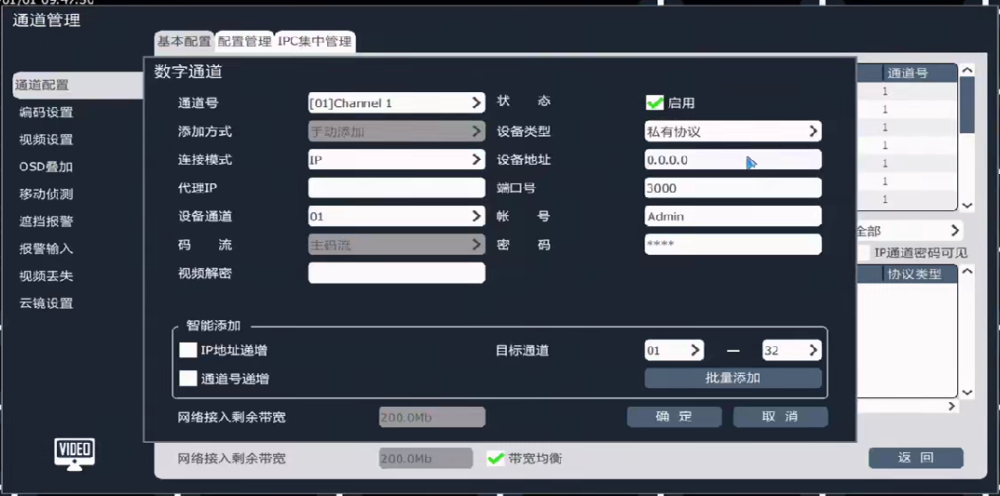 通道管理
基本配置 配置管理 IPC集中管理
数字通道
通道配置
编码设置
视频设置
OSD叠加
移动侦测
遮挡报警
报警输入
视频丢失
云镜设置
通道号 [01]Channel 1 状 态 启用
添加方式 手动添加 设备类型 私有协议
连接模式 IP 设备地址 0.0.0.0
代理IP 端口号 3000
设备通道 01 帐 号 Admin
码 流 主码流 密 码 ****
视频解密
智能添加
IP地址递增 目标通道 01 — 32
通道号递增 批量添加
网络接入剩余带宽 200.0Mb 确 定 取 消
通道号
1
1
1
1
1
1
1
全部
IP通道密码可见
协议类型
VIDEO
网络接入剩余带宽 200.0Mb 带宽均衡 返 回